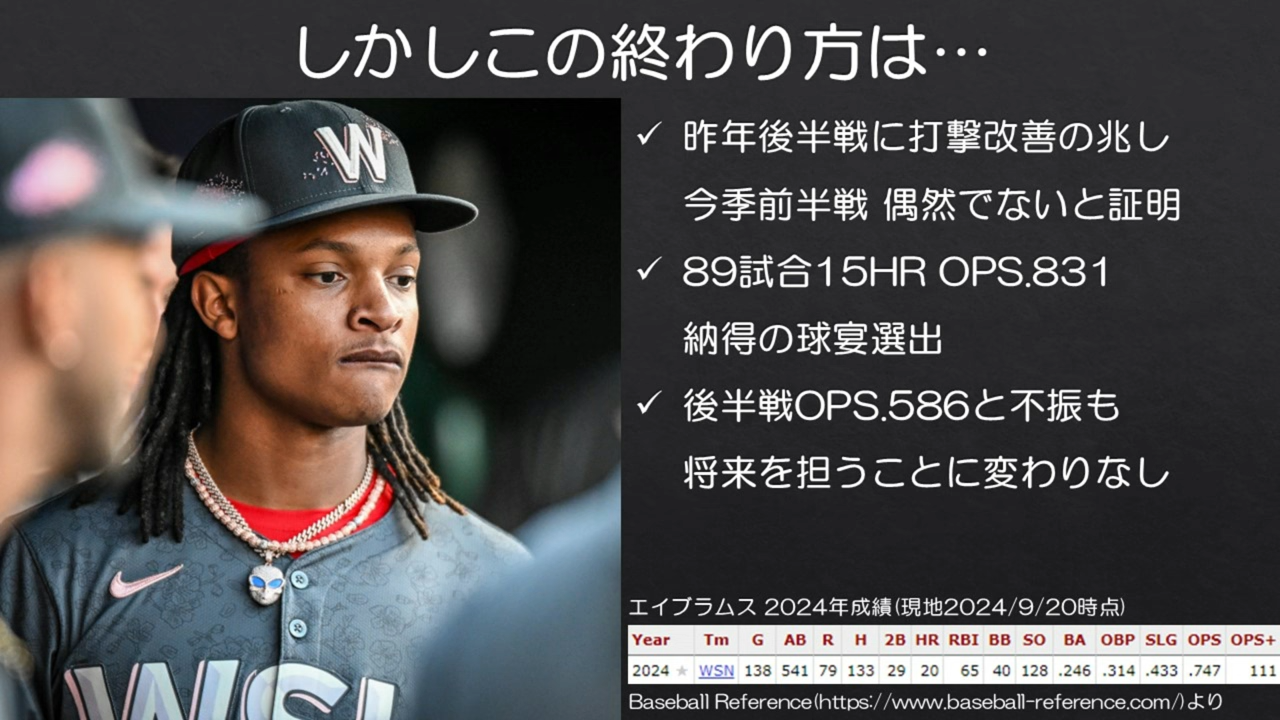 しかしこの終わり方は…
✓ 昨年後半戦に打撃改善の兆し
今季前半戦 偶然でないと証明
✓ 89試合15HR OPS.831
納得の球宴選出
✓ 後半戦OPS.586と不振も
将来を担うことに変わりなし
W
WSH
エイブラムス 2024年成績(現地2024/9/20時点)
Year Tm G AB R H 2B HR RBI BB SO BA OBP SLG OPS OPS+
2024 ★ WSN 138 541 79 133 29 20 65 40 128 .246 .314 .433 .747 111
Baseball Reference(https://www.baseball-reference.com/)より